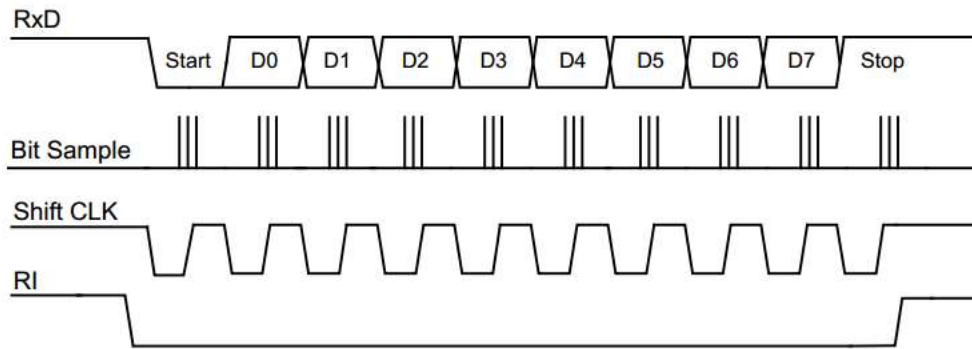 RxD
Start D0 D1 D2 D3 D4 D5 D6 D7 Stop
Bit Sample
Shift CLK
RI